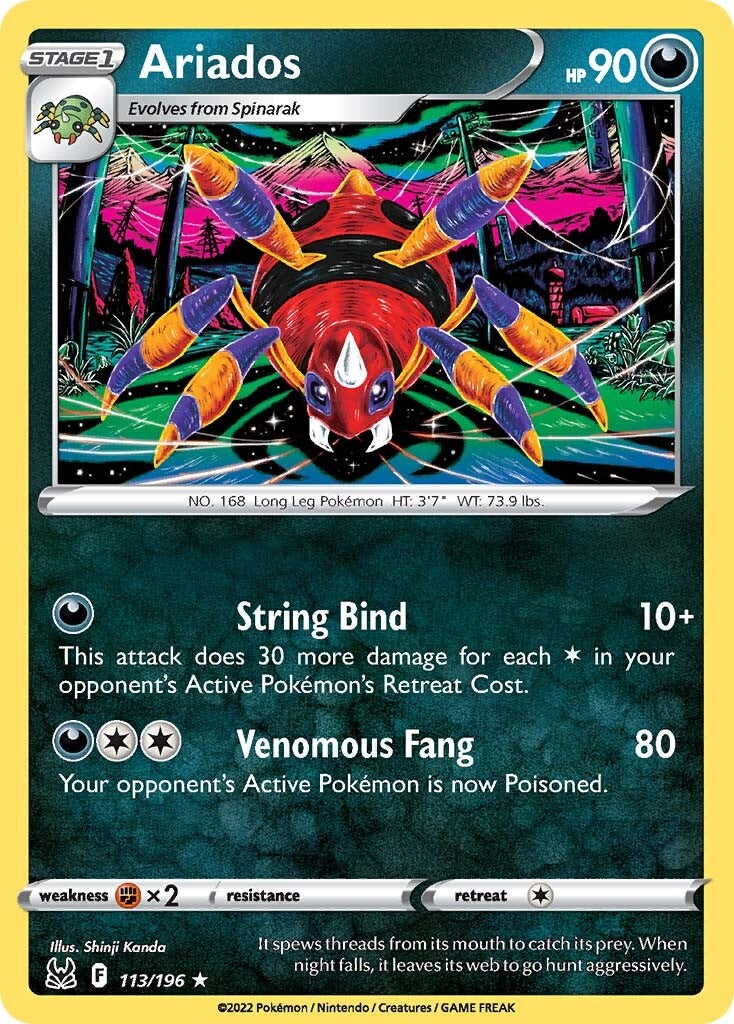 STAGE1
Ariados
HP 90
Evolves from Spinarak
NO. 168 Long Leg Pokémon HT: 3'7" WT: 73.9 lbs.
String Bind 10+
This attack does 30 more damage for each in your
opponent's Active Pokémon's Retreat Cost.
Venomous Fang 80
Your opponent's Active Pokémon is now Poisoned.
weakness ×2 resistance retreat
Illus. Shinji Kanda
It spews threads from its mouth to catch its prey. When
night falls, it leaves its web to go hunt aggressively.
F 113/196 ★
©2022 Pokémon / Nintendo / Creatures / GAME FREAK